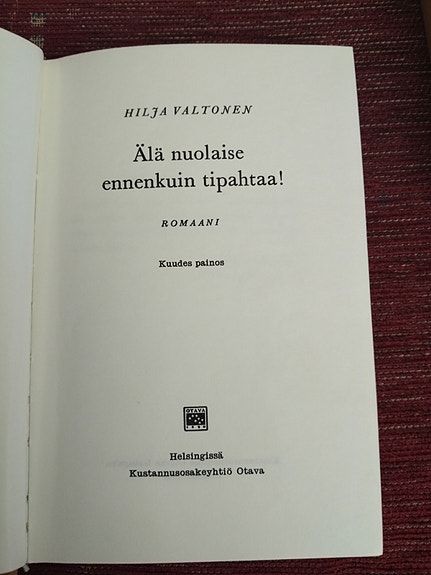 HILJA VALTONEN
Älä nuolaise
ennenkuin tipahtaa!
ROMAANI
Kuudes painos
OTAVA
Helsingissä
Kustannusosakeyhtiö Otava